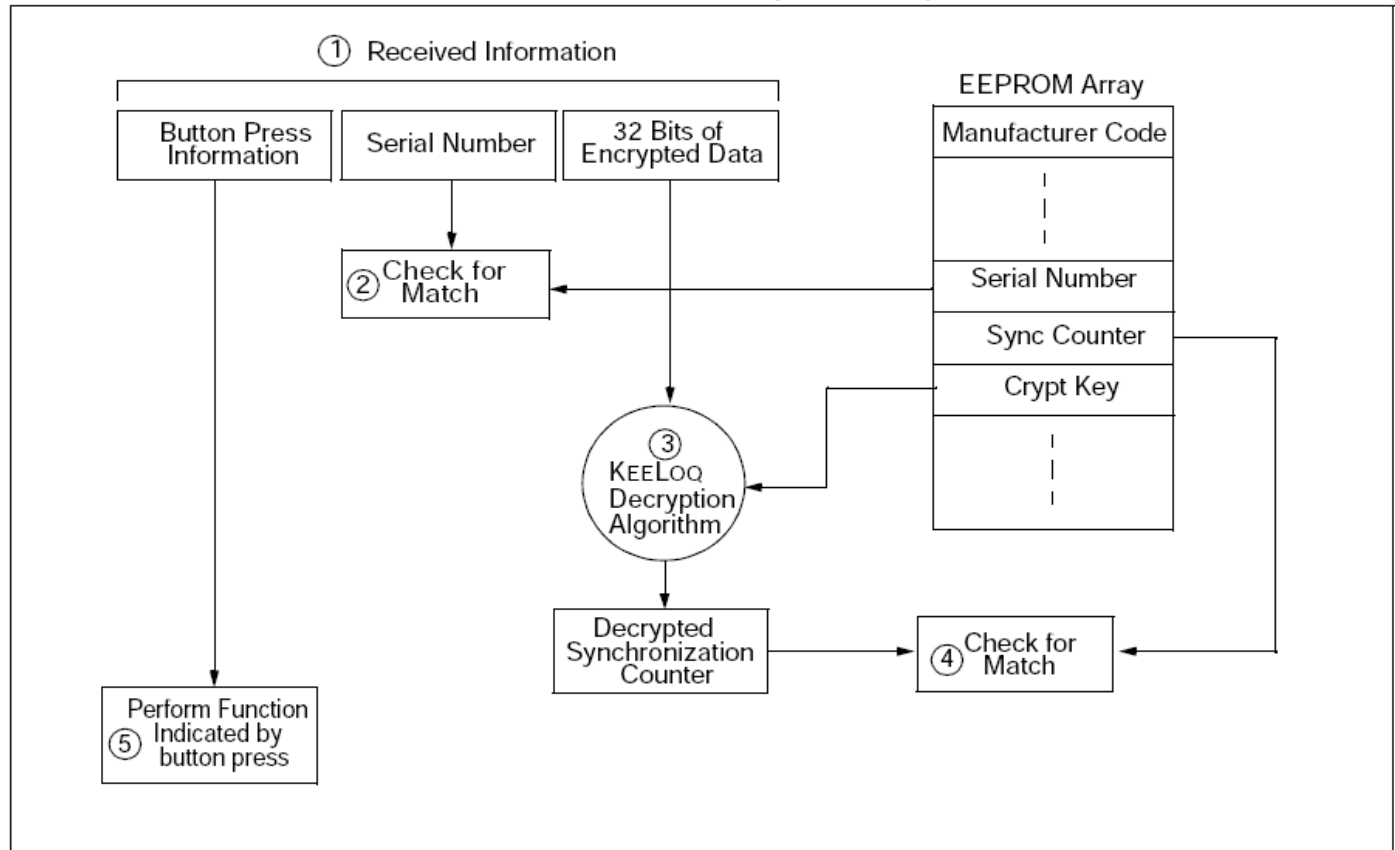 1 Received Information
EEPROM Array
Button Press
Information
Serial Number
32 Bits of
Encrypted Data
Manufacturer Code
2 Check for
Match
Serial Number
Sync Counter
Crypt Key
3
KEELOQ
Decryption
Algorithm
Decrypted
Synchronization
Counter
4 Check for
Match
Perform Function
5 Indicated by
button press